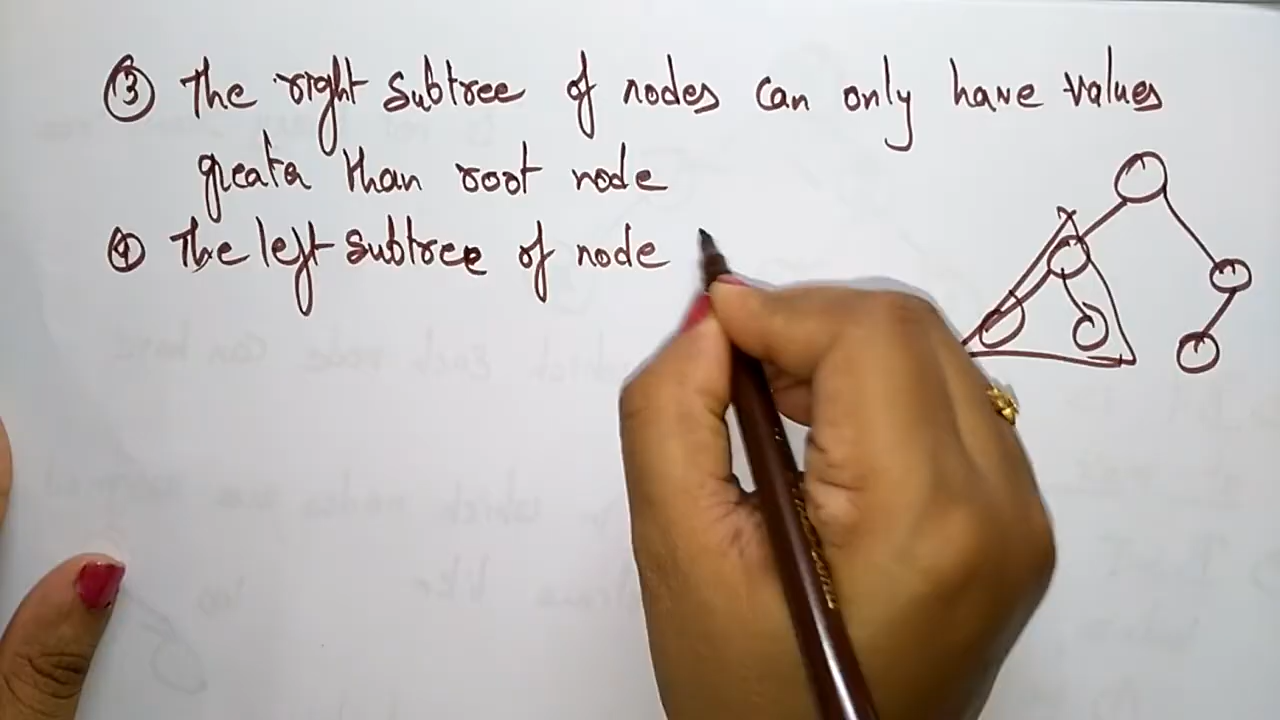 ③ The right subtree of nodes can only have values
greater than root node
④ The left subtree of node